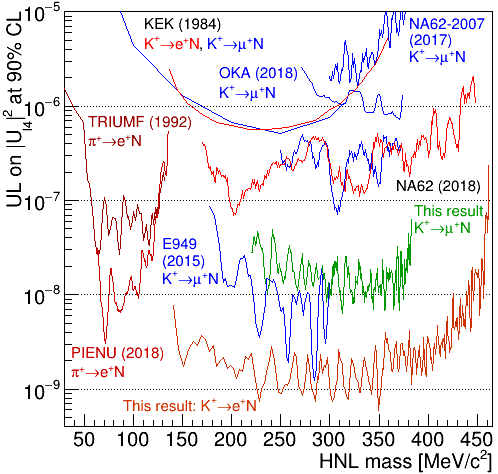 UL on |U_l4|² at 90% CL
10⁻⁵
10⁻⁶
10⁻⁷
10⁻⁸
10⁻⁹
KEK (1984)
K⁺→e⁺N, K⁺→μ⁺N
NA62-2007
(2017)
K⁺→μ⁺N
OKA (2018)
K⁺→μ⁺N
TRIUMF (1992)
π⁺→e⁺N
NA62 (2018)
This result
K⁺→μ⁺N
E949
(2015)
K⁺→μ⁺N
PIENU (2018)
π⁺→e⁺N
This result: K⁺→e⁺N
50 100 150 200 250 300 350 400 450
HNL mass [MeV/c²]